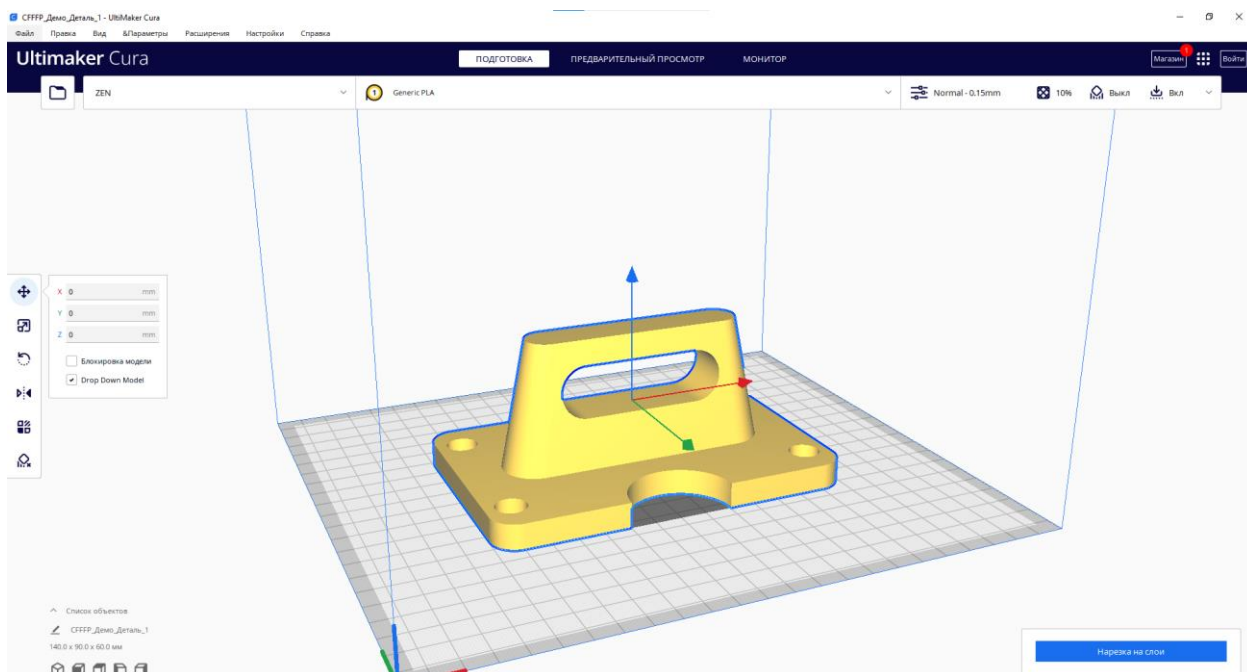 CFFFP_Демо_Деталь_1 - UltiMaker Cura
Файл Правка Вид &Параметры Расширения Настройки Справка
Ultimaker Cura
ПОДГОТОВКА ПРЕДВАРИТЕЛЬНЫЙ ПРОСМОТР МОНИТОР
Магазин 1 Войти
ZEN
1 Generic PLA
Normal - 0.15mm 10% Выкл Вкл
X 0 mm
Y 0 mm
Z 0 mm
Блокировка модели
Drop Down Model
Список объектов
CFFFP_Демо_Деталь_1
140.0 x 90.0 x 60.0 мм
Нарезка на слои